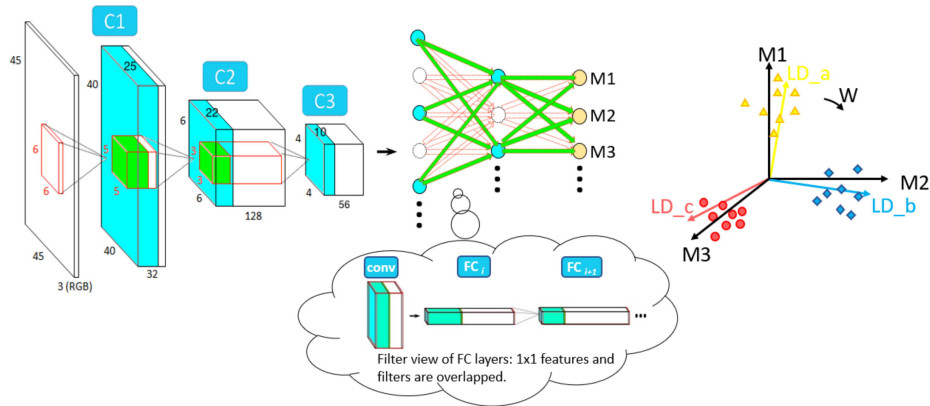 C1
45
40
25
6
6
5
5
40
45
32
3 (RGB)
C2
6
22
3
3
6
128
C3
4
10
4
56
M1
M2
M3
M1
LD_a
W
M2
LD_b
LD_c
M3
conv
FC i
FC i+1
Filter view of FC layers: 1x1 features and
filters are overlapped.